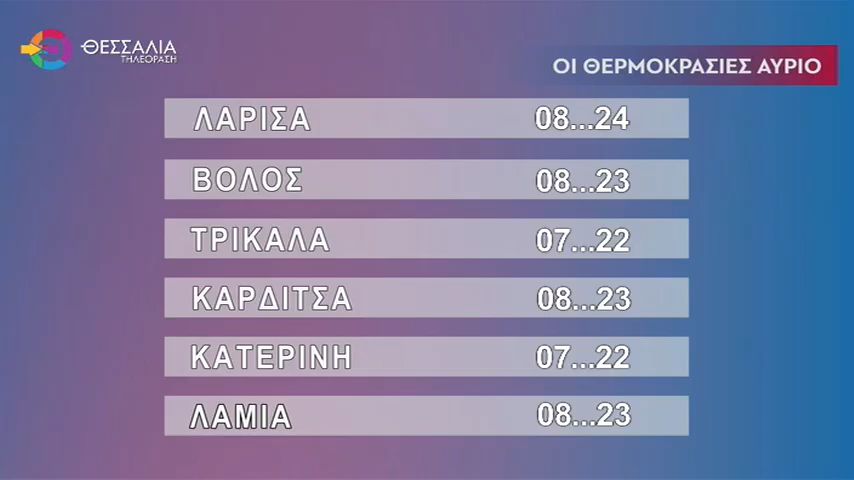 ΘΕΣΣΑΛΙΑ
ΤΗΛΕΟΡΑΣΗ
ΟΙ ΘΕΡΜΟΚΡΑΣΙΕΣ ΑΥΡΙΟ
ΛΑΡΙΣΑ 08...24
ΒΟΛΟΣ 08...23
ΤΡΙΚΑΛΑ 07...22
ΚΑΡΔΙΤΣΑ 08...23
ΚΑΤΕΡΙΝΗ 07...22
ΛΑΜΙΑ 08...23